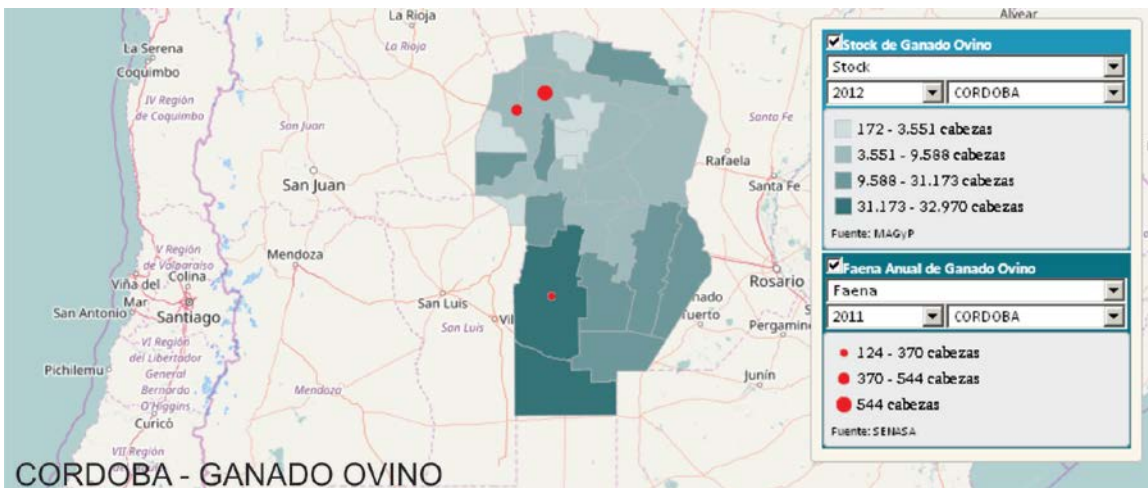 Alvear
La Rioja
La Rioja
La Serena
Coquimbo
IV Región
de Coquimbo
San Juan
Santa Fe
Rafaela
San Juan
Santa Fe
V Región
de Valparaíso
Mendoza
Viña del
Mar
Colina
San Antonio
Santiago
San Luis
San Luis
Vil
Rosario
nado
uerto
Pergamin
VI Región
del Libertador
General
Bernardo
O'Higgins
Pichilemu
Mendoza
Junín
Curicó
VII Región
CORDOBA - GANADO OVINO
Stock de Ganado Ovino
Stock
2012 CORDOBA
172 - 3.551 cabezas
3.551 - 9.588 cabezas
9.588 - 31.173 cabezas
31.173 - 32.970 cabezas
Fuente: MAGyP
Faena Anual de Ganado Ovino
Faena
2011 CORDOBA
124 - 370 cabezas
370 - 544 cabezas
544 cabezas
Fuente: SENASA